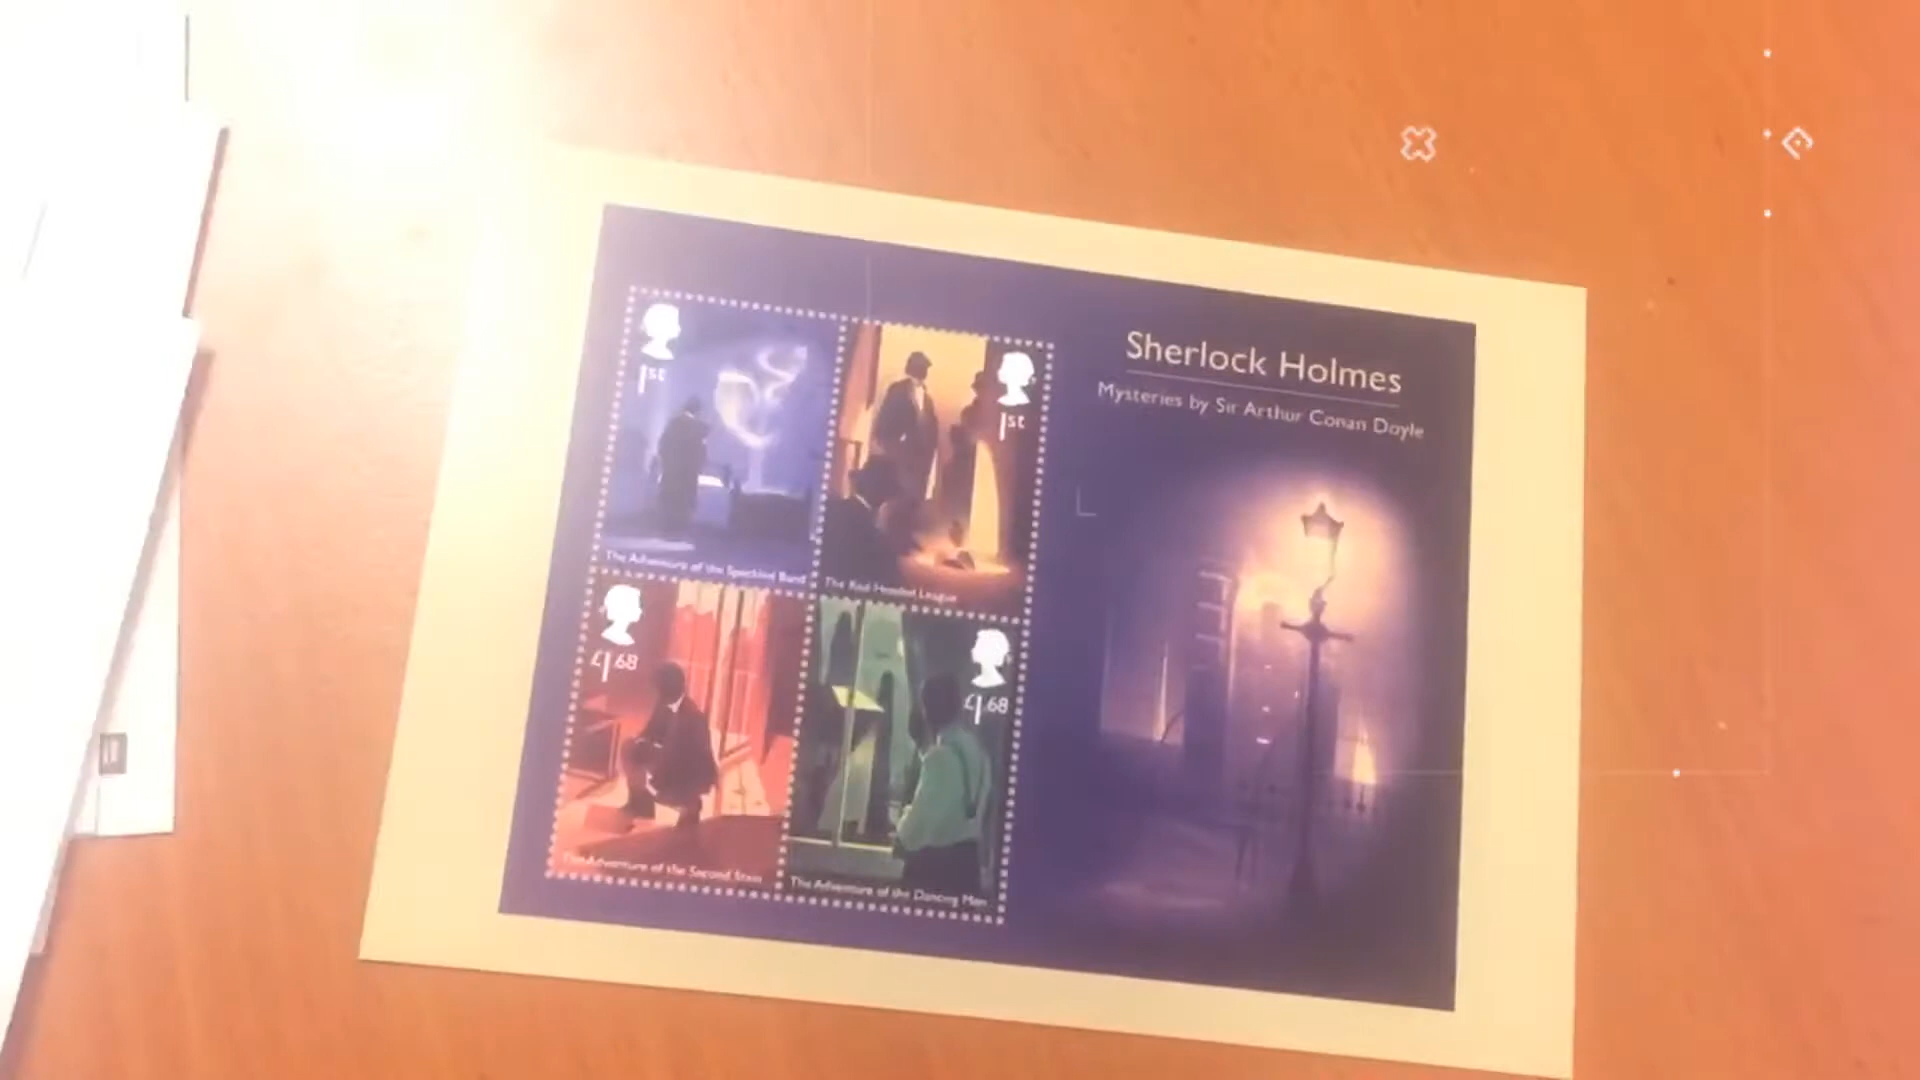 Sherlock Holmes
Mysteries by Sir Arthur Conan Doyle
1st
The Adventure of the Speckled Band
1st
The Red-Headed League
£1.68
The Adventure of the Second Stain
£1.68
The Adventure of the Dancing Men